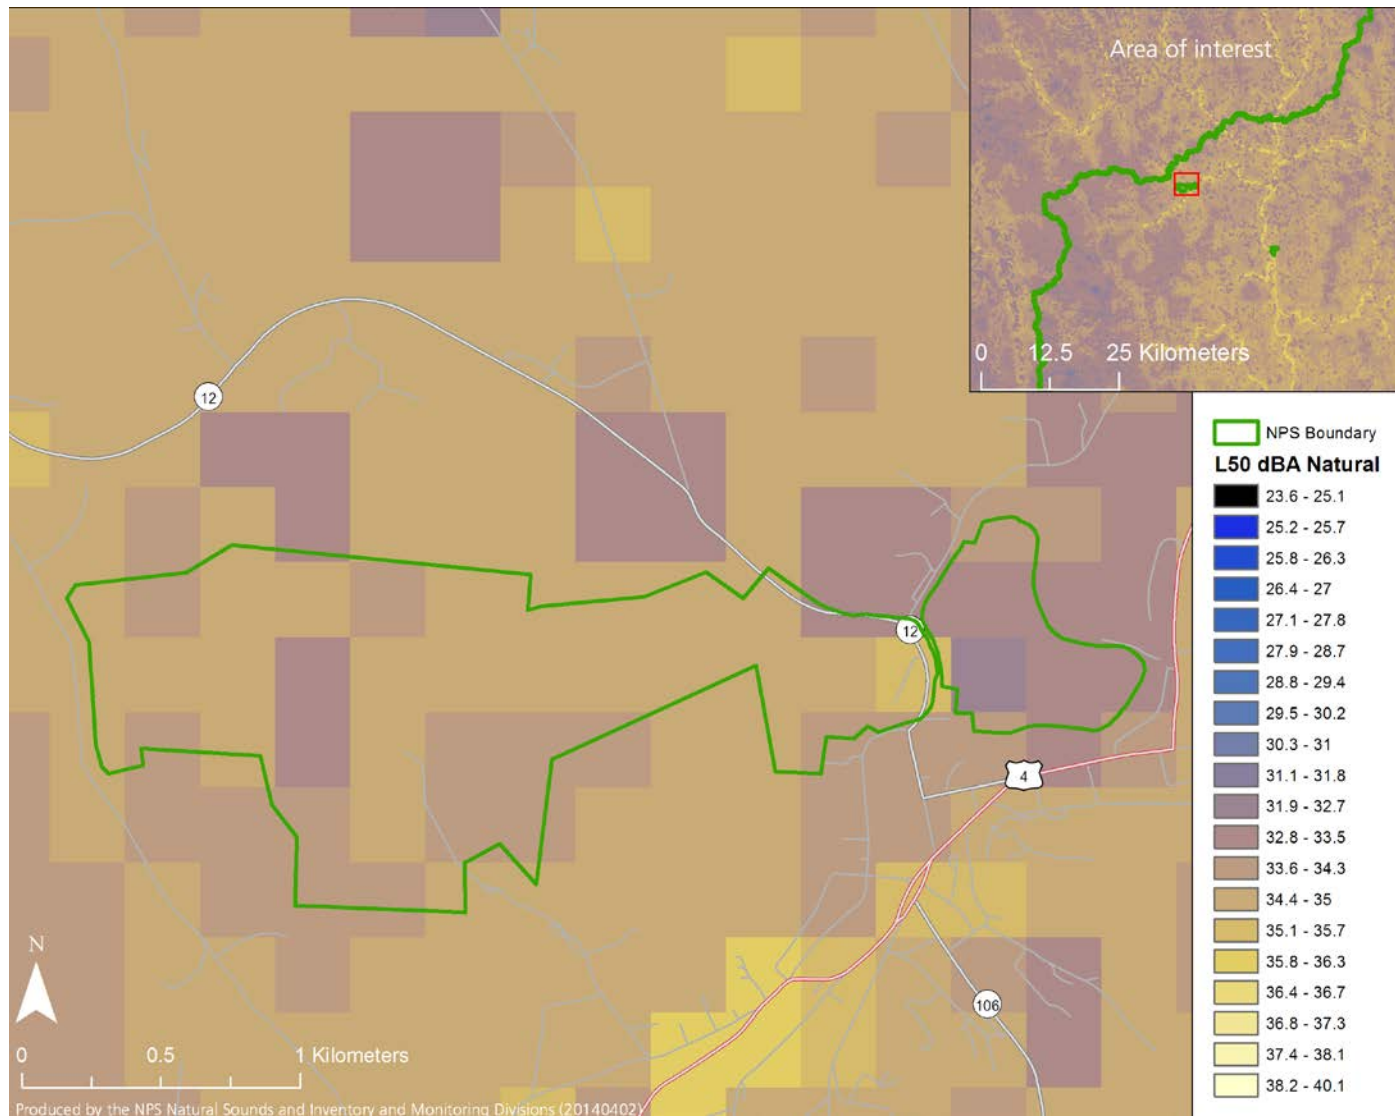 Area of interest
0 12.5 25 Kilometers
12
12
4
106
N
0 0.5 1 Kilometers
Produced by the NPS Natural Sounds and Inventory and Monitoring Divisions (20140402)
NPS Boundary
L50 dBA Natural
23.6 - 25.1
25.2 - 25.7
25.8 - 26.3
26.4 - 27
27.1 - 27.8
27.9 - 28.7
28.8 - 29.4
29.5 - 30.2
30.3 - 31
31.1 - 31.8
31.9 - 32.7
32.8 - 33.5
33.6 - 34.3
34.4 - 35
35.1 - 35.7
35.8 - 36.3
36.4 - 36.7
36.8 - 37.3
37.4 - 38.1
38.2 - 40.1